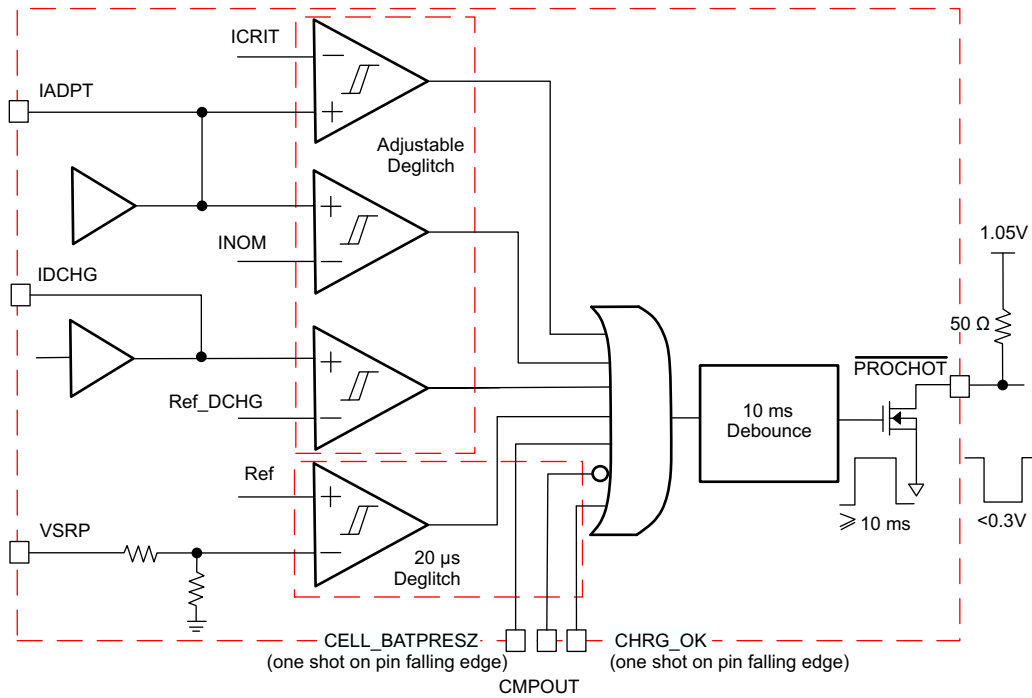 ICRIT
IADPT
Adjustable
Deglitch
INOM
1.05V
IDCHG
50 Ω
PROCHOT
Ref_DCHG
10 ms
Debounce
Ref
VSRP
20 µs
Deglitch
⩾ 10 ms
<0.3V
CELL_BATPRESZ
(one shot on pin falling edge)
CHRG_OK
(one shot on pin falling edge)
CMPOUT